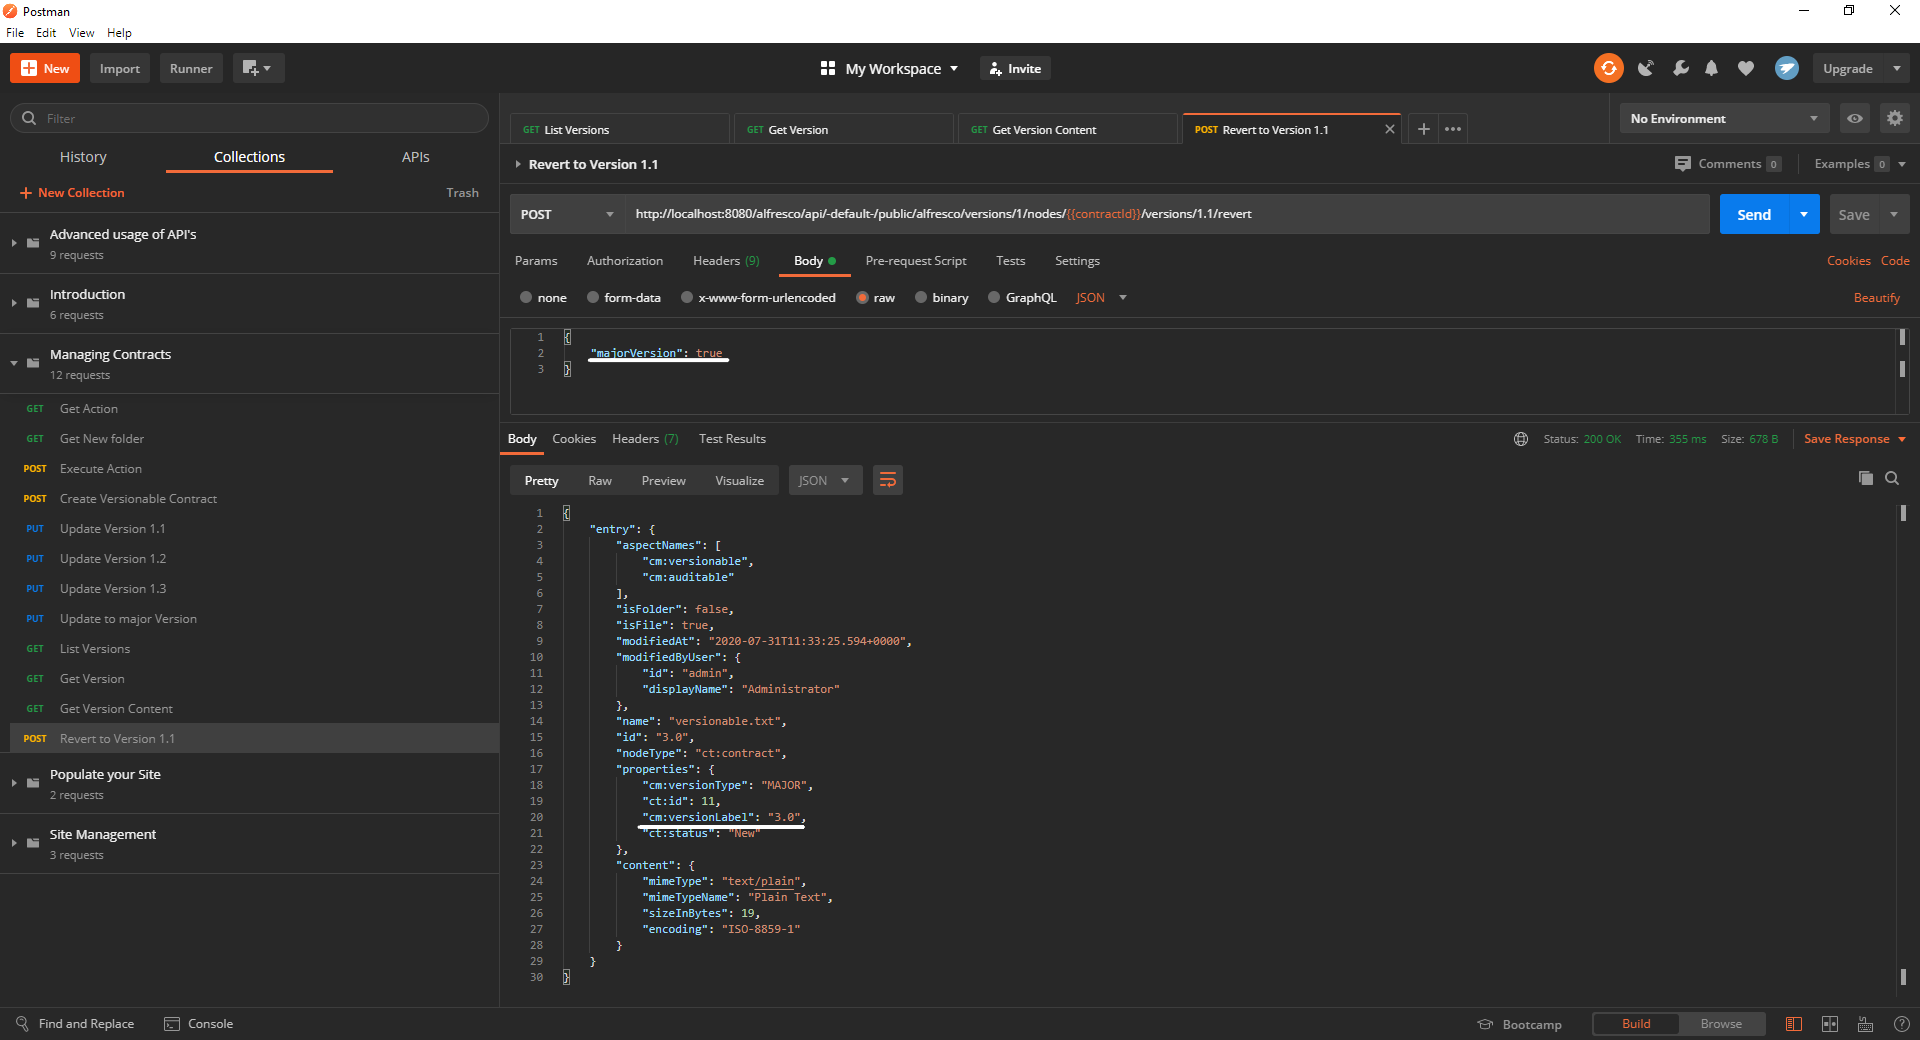 Postman
File Edit View Help
New Import Runner My Workspace Invite Upgrade
Filter
History Collections APIs
New Collection Trash
Advanced usage of API's
9 requests
Introduction
6 requests
Managing Contracts
12 requests
GET Get Action
GET Get New folder
POST Execute Action
POST Create Versionable Contract
PUT Update Version 1.1
PUT Update Version 1.2
PUT Update Version 1.3
PUT Update to major Version
GET List Versions
GET Get Version
GET Get Version Content
POST Revert to Version 1.1
Populate your Site
2 requests
Site Management
3 requests
GET List Versions GET Get Version GET Get Version Content POST Revert to Version 1.1 No Environment
Revert to Version 1.1 Comments 0 Examples 0
POST http://localhost:8080/alfresco/api/-default-/public/alfresco/versions/1/nodes/{{contractId}}/versions/1.1/revert Send Save
Params Authorization Headers (9) Body Pre-request Script Tests Settings Cookies Code
none form-data x-www-form-urlencoded raw binary GraphQL JSON Beautify
1 {
2 "majorVersion": true
3 }
Body Cookies Headers (7) Test Results Status: 200 OK Time: 355 ms Size: 678 B Save Response
Pretty Raw Preview Visualize JSON
1 {
2 "entry": {
3 "aspectNames": [
4 "cm:versionable",
5 "cm:auditable"
6 ],
7 "isFolder": false,
8 "isFile": true,
9 "modifiedAt": "2020-07-31T11:33:25.594+0000",
10 "modifiedByUser": {
11 "id": "admin",
12 "displayName": "Administrator"
13 },
14 "name": "versionable.txt",
15 "id": "3.0",
16 "nodeType": "ct:contract",
17 "properties": {
18 "cm:versionType": "MAJOR",
19 "ct:id": 11,
20 "cm:versionLabel": "3.0",
21 "ct:status": "New"
22 },
23 "content": {
24 "mimeType": "text/plain",
25 "mimeTypeName": "Plain Text",
26 "sizeInBytes": 19,
27 "encoding": "ISO-8859-1"
28 }
29 }
30 }
Find and Replace Console Bootcamp Build Browse